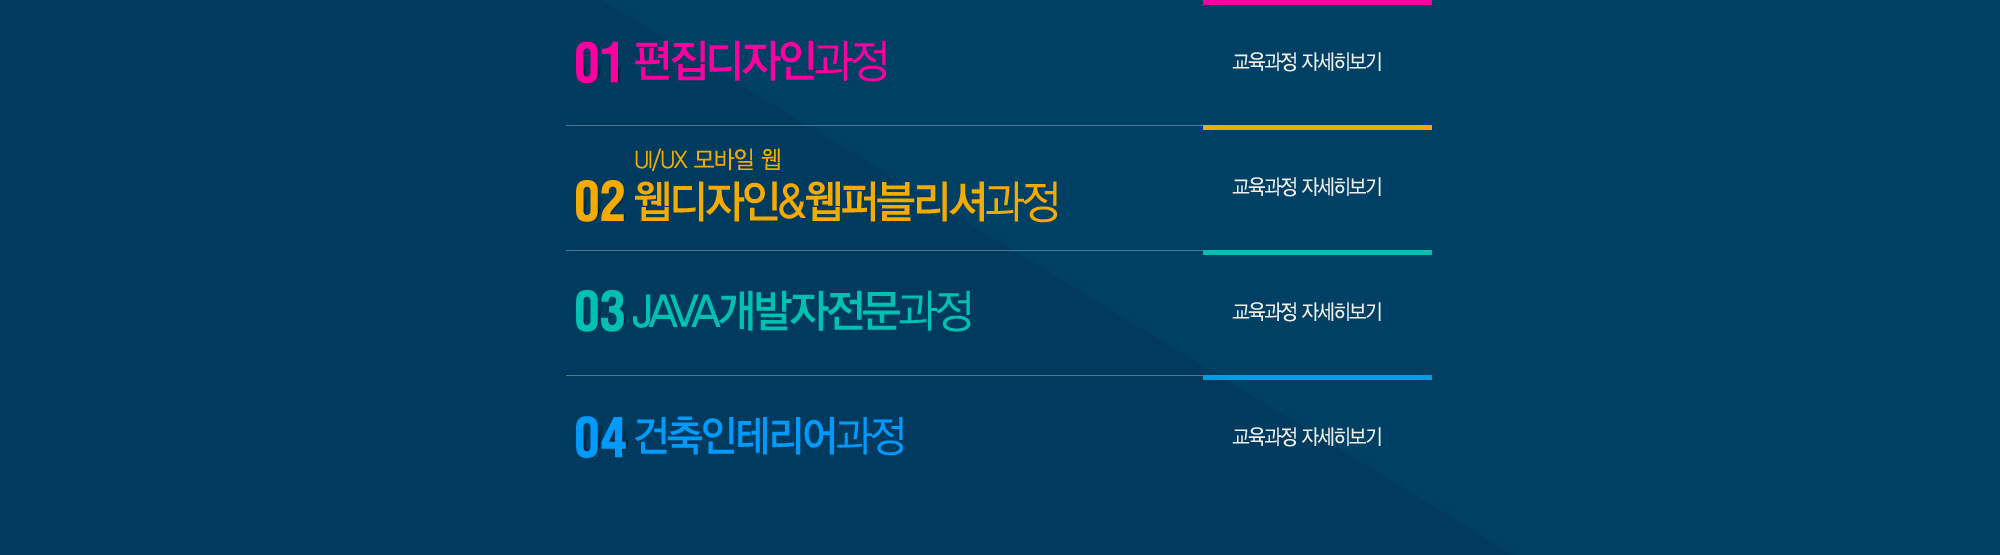 01 편집디자인과정
교육과정 자세히보기
UI/UX 모바일 웹
02 웹디자인&웹퍼블리셔과정
교육과정 자세히보기
03 JAVA개발자전문과정
교육과정 자세히보기
04 건축인테리어과정
교육과정 자세히보기